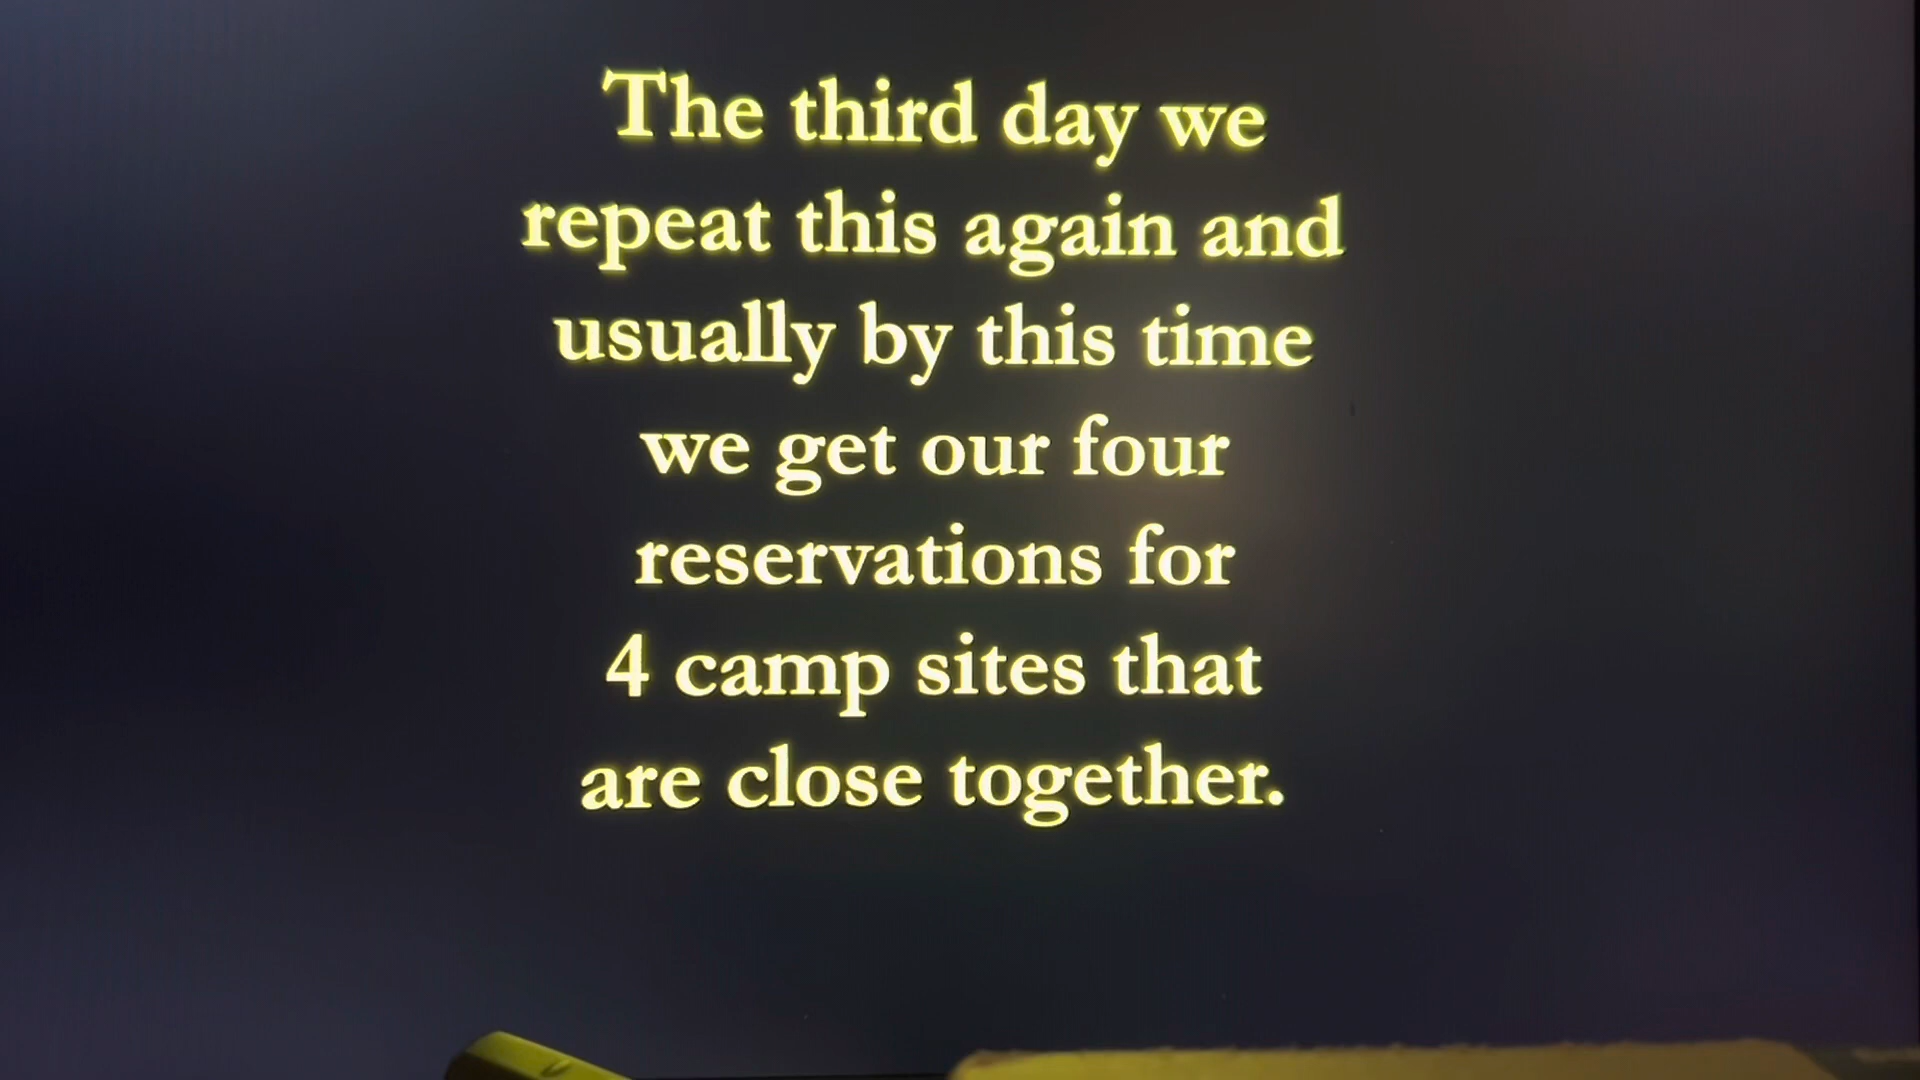 The third day we
repeat this again and
usually by this time
we get our four
reservations for
4 camp sites that
are close together.